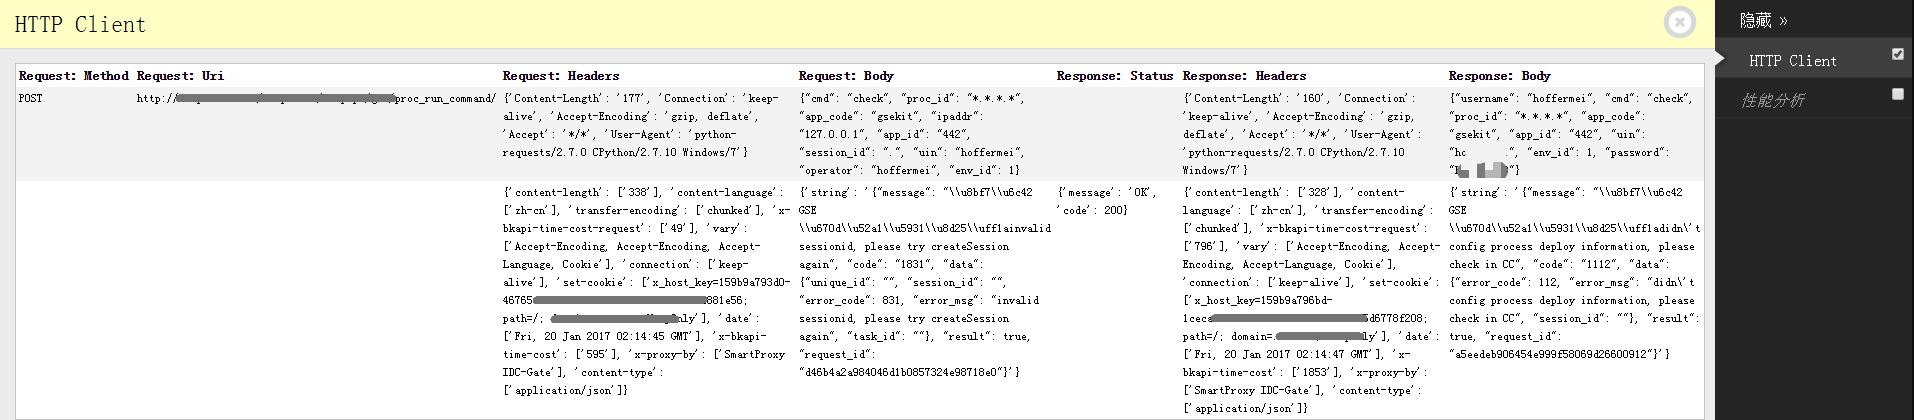 HTTP Client
Request: Method Request: Uri Request: Headers Request: Body Response: Status Response: Headers Response: Body
POST
http://
proc_run_command/
{'Content-Length': '177', 'Connection': 'keep-
alive', 'Accept-Encoding': 'gzip, deflate',
'Accept': '*/*', 'User-Agent': 'python-
requests/2.7.0 CPython/2.7.10 Windows/7'}
{"cmd": "check", "proc_id": "*.*.*.*",
"app_code": "gsekit", "ipaddr":
"127.0.0.1", "app_id": "442",
"session_id": ".", "uin": "hoffermei",
"operator": "hoffermei", "env_id": 1}
{'Content-Length': '160', 'Connection':
'keep-alive', 'Accept-Encoding': 'gzip,
deflate', 'Accept': '*/*', 'User-Agent':
'python-requests/2.7.0 CPython/2.7.10
Windows/7'}
{"username": "hoffermei", "cmd": "check",
"proc_id": "*.*.*.*", "app_code":
"gsekit", "app_id": "442", "uin":
"ho .", "env_id": 1, "password":
"}
{'content-length': ['338'], 'content-language':
['zh-cn'], 'transfer-encoding': ['chunked'], 'x-
bkapi-time-cost-request': ['49'], 'vary':
['Accept-Encoding, Accept-Encoding, Accept-
Language, Cookie'], 'connection': ['keep-
alive'], 'set-cookie': ['x_host_key=159b9a793d0-
46765 881e56;
path=/; only'], 'date':
['Fri, 20 Jan 2017 02:14:45 GMT'], 'x-bkapi-
time-cost': ['595'], 'x-proxy-by': ['SmartProxy
IDC-Gate'], 'content-type':
['application/json']}
{'string': '{"message": "\\u8bf7\\u6c42
GSE
\\u670d\\u52a1\\u5931\\u8d25\\uff1ainvalid
sessionid, please try createSession
again", "code": "1831", "data":
{"unique_id": "", "session_id": "",
"error_code": 831, "error_msg": "invalid
sessionid, please try createSession
again", "task_id": ""}, "result": true,
"request_id":
"d46b4a2a984046d1b0857324e98718e0"}'}
{'message': 'OK',
'code': 200}
{'content-length': ['328'], 'content-
language': ['zh-cn'], 'transfer-encoding':
['chunked'], 'x-bkapi-time-cost-request':
['796'], 'vary': ['Accept-Encoding, Accept-
Encoding, Accept-Language, Cookie'],
'connection': ['keep-alive'], 'set-cookie':
['x_host_key=159b9a796bd-
1ceca 5d6778f208;
path=/; domain=. ly'], 'date':
['Fri, 20 Jan 2017 02:14:47 GMT'], 'x-
bkapi-time-cost': ['1853'], 'x-proxy-by':
['SmartProxy IDC-Gate'], 'content-type':
['application/json']}
{'string': '{"message": "\\u8bf7\\u6c42
GSE
\\u670d\\u52a1\\u5931\\u8d25\\uff1adidn\'t
config process deploy information, please
check in CC", "code": "1112", "data":
{"error_code": 112, "error_msg": "didn\'t
config process deploy information, please
check in CC", "session_id": ""}, "result":
true, "request_id":
"a5eedeb906454e999f58069d26600912"}'}
隐藏 »
HTTP Client
性能分析